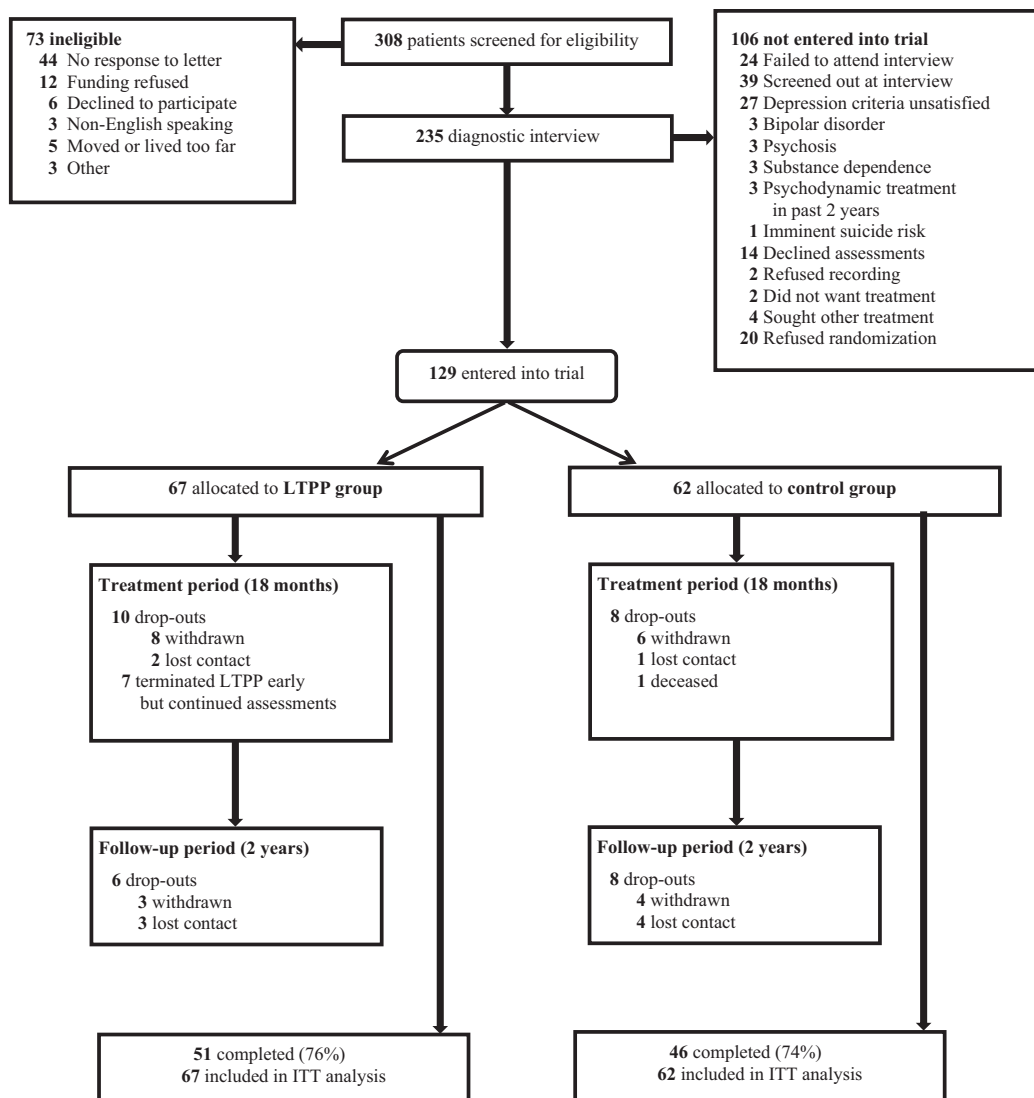 73 ineligible
44 No response to letter
12 Funding refused
6 Declined to participate
3 Non-English speaking
5 Moved or lived too far
3 Other
308 patients screened for eligibility
235 diagnostic interview
106 not entered into trial
24 Failed to attend interview
39 Screened out at interview
27 Depression criteria unsatisfied
3 Bipolar disorder
3 Psychosis
3 Substance dependence
3 Psychodynamic treatment
in past 2 years
1 Imminent suicide risk
14 Declined assessments
2 Refused recording
2 Did not want treatment
4 Sought other treatment
20 Refused randomization
129 entered into trial
67 allocated to LTPP group
Treatment period (18 months)
10 drop-outs
8 withdrawn
2 lost contact
7 terminated LTPP early
but continued assessments
Follow-up period (2 years)
6 drop-outs
3 withdrawn
3 lost contact
51 completed (76%)
67 included in ITT analysis
62 allocated to control group
Treatment period (18 months)
8 drop-outs
6 withdrawn
1 lost contact
1 deceased
Follow-up period (2 years)
8 drop-outs
4 withdrawn
4 lost contact
46 completed (74%)
62 included in ITT analysis